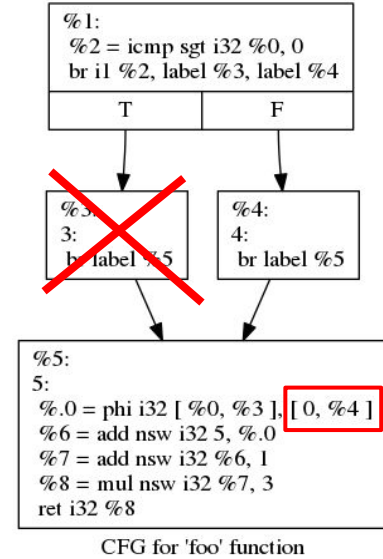 %1:
%2 = icmp sgt i32 %0, 0
br i1 %2, label %3, label %4
T F
%3:
3:
br label %5
%4:
4:
br label %5
%5:
5:
%.0 = phi i32 [ %0, %3 ], [ 0, %4 ]
%6 = add nsw i32 5, %.0
%7 = add nsw i32 %6, 1
%8 = mul nsw i32 %7, 3
ret i32 %8
CFG for 'foo' function